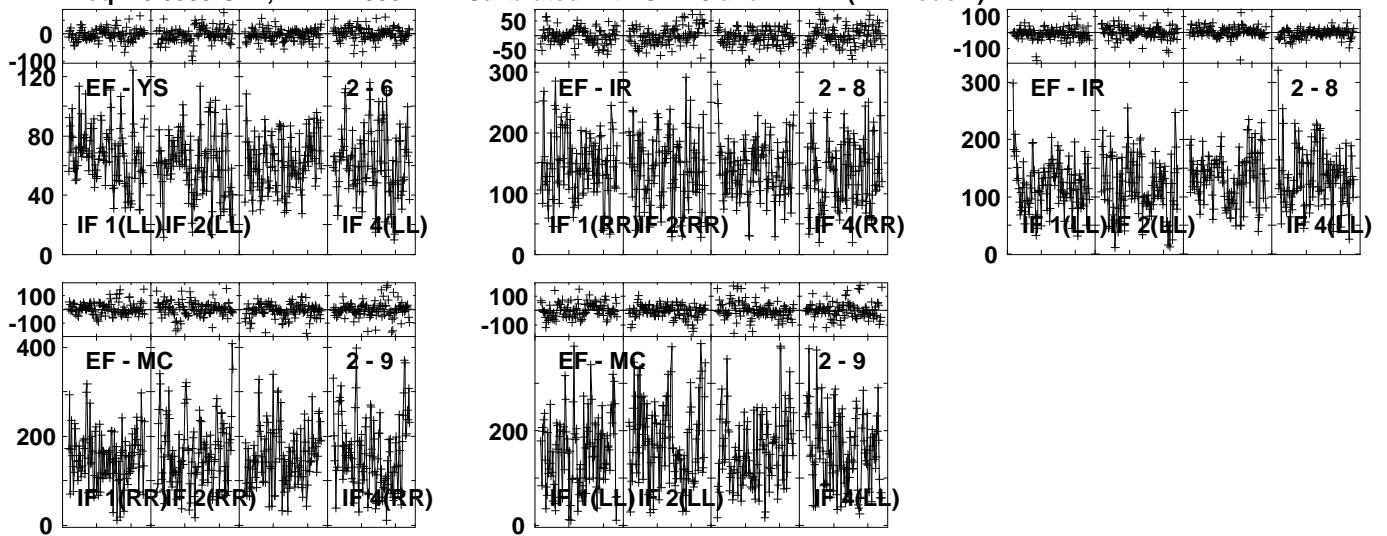 50
100
0
-100
-50
-100
120
300
300
EF - YS
2 - 6
EF - IR
2 - 8
EF - IR
2 - 8
80
200
200
40
100
100
IF 1(LL)
IF 2(LL)
IF 4(LL)
IF 1(RR)
IF 2(RR)
IF 4(RR)
IF 1(LL)
IF 2(LL)
IF 4(LL)
0
0
0
100
100
-100
-100
400
EF - MC
2 - 9
EF - MC
2 - 9
200
200
IF 1(RR)
IF 2(RR)
IF 4(RR)
IF 1(LL)
IF 2(LL)
IF 4(LL)
0
0